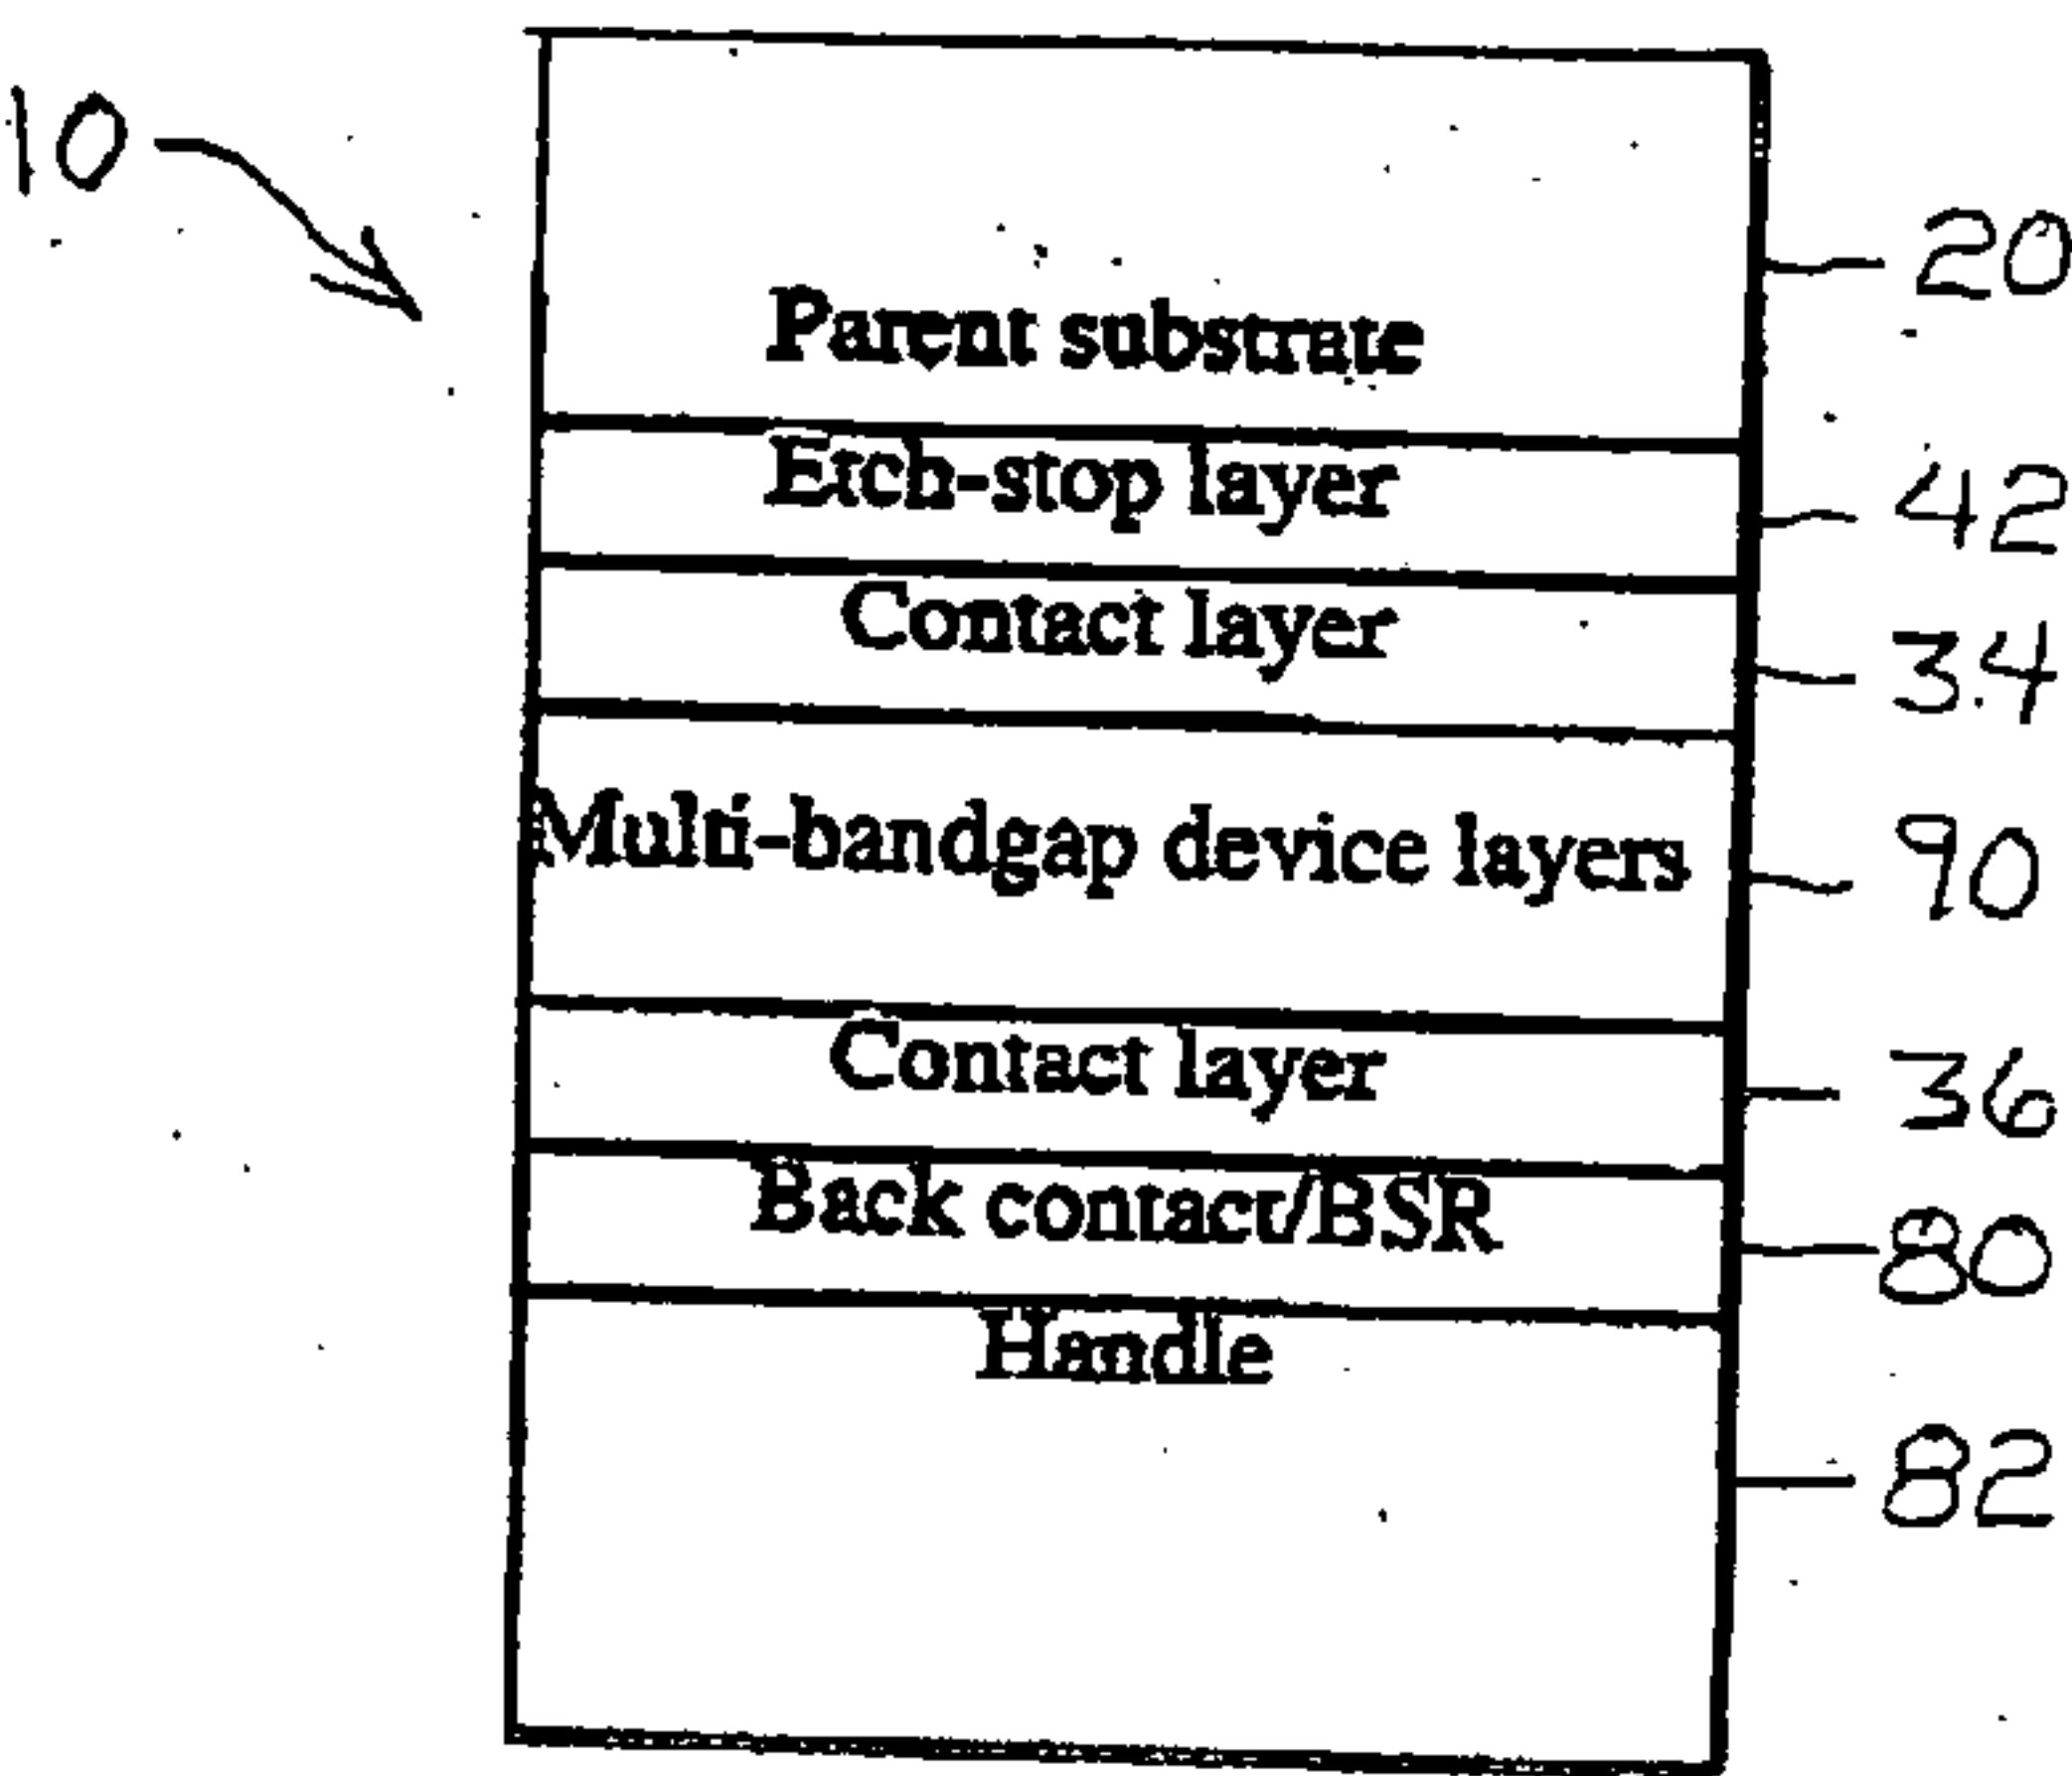 10
20
Parent substrate
Etch-stop layer
42
Contact layer
34
Multi-bandgap device layers
90
Contact layer
36
Back contact/BSR
80
Handle
82